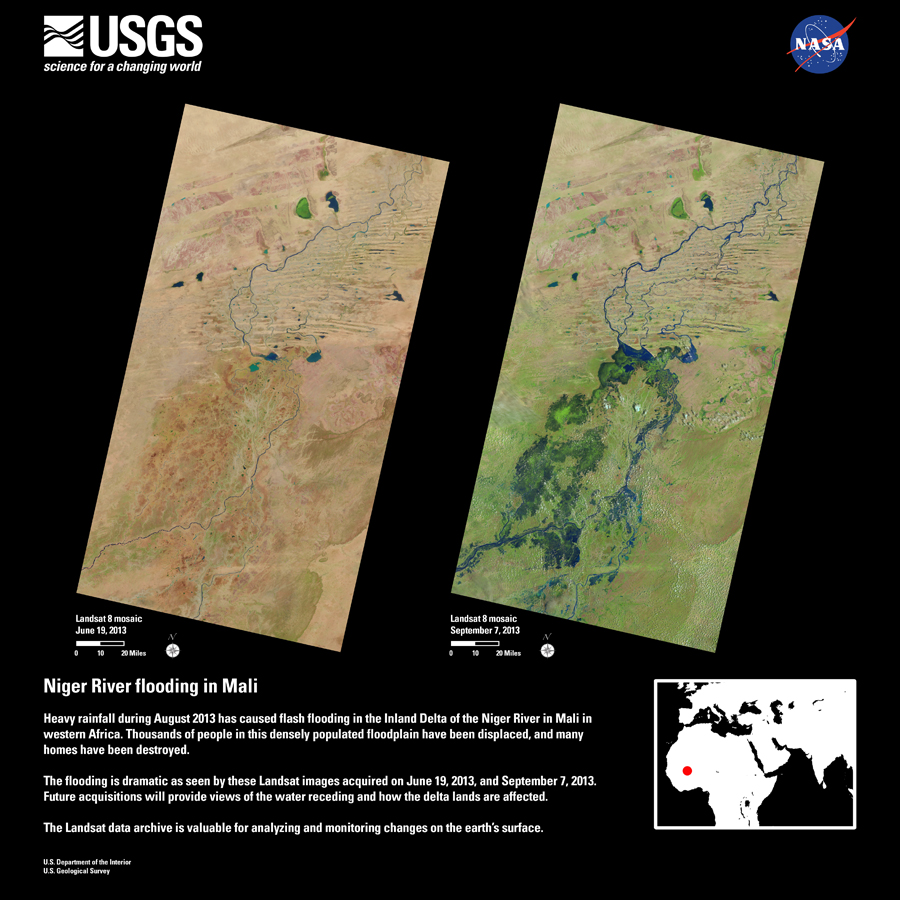 USGS
science for a changing world
NASA
Landsat 8 mosaic
June 19, 2013
N
0 10 20 Miles
Landsat 8 mosaic
September 7, 2013
N
0 10 20 Miles
Niger River flooding in Mali
Heavy rainfall during August 2013 has caused flash flooding in the Inland Delta of the Niger River in Mali in
western Africa. Thousands of people in this densely populated floodplain have been displaced, and many
homes have been destroyed.
The flooding is dramatic as seen by these Landsat images acquired on June 19, 2013, and September 7, 2013.
Future acquisitions will provide views of the water receding and how the delta lands are affected.
The Landsat data archive is valuable for analyzing and monitoring changes on the earth's surface.
U.S. Department of the Interior
U.S. Geological Survey